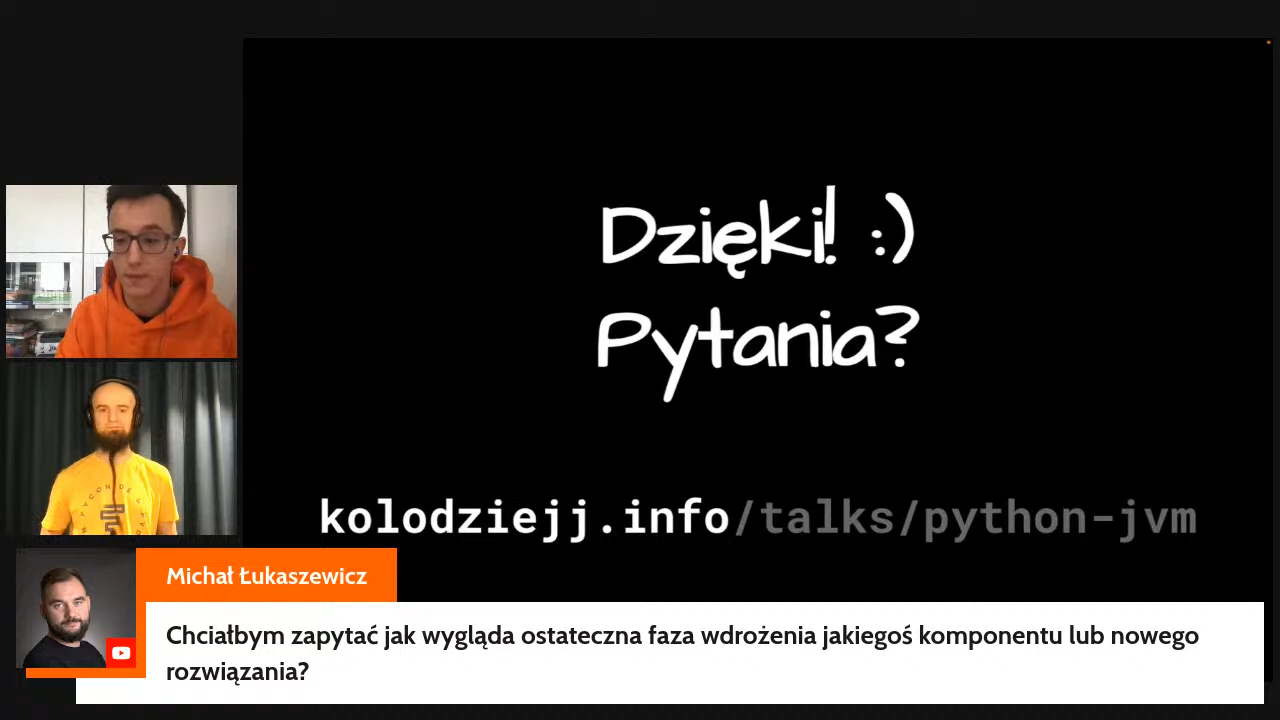 Dzięki! :)
Pytania?
kolodziejj.info/talks/python-jvm
Michał Łukaszewicz
Chciałbym zapytać jak wygląda ostateczna faza wdrożenia jakiegoś komponentu lub nowego
rozwiązania?